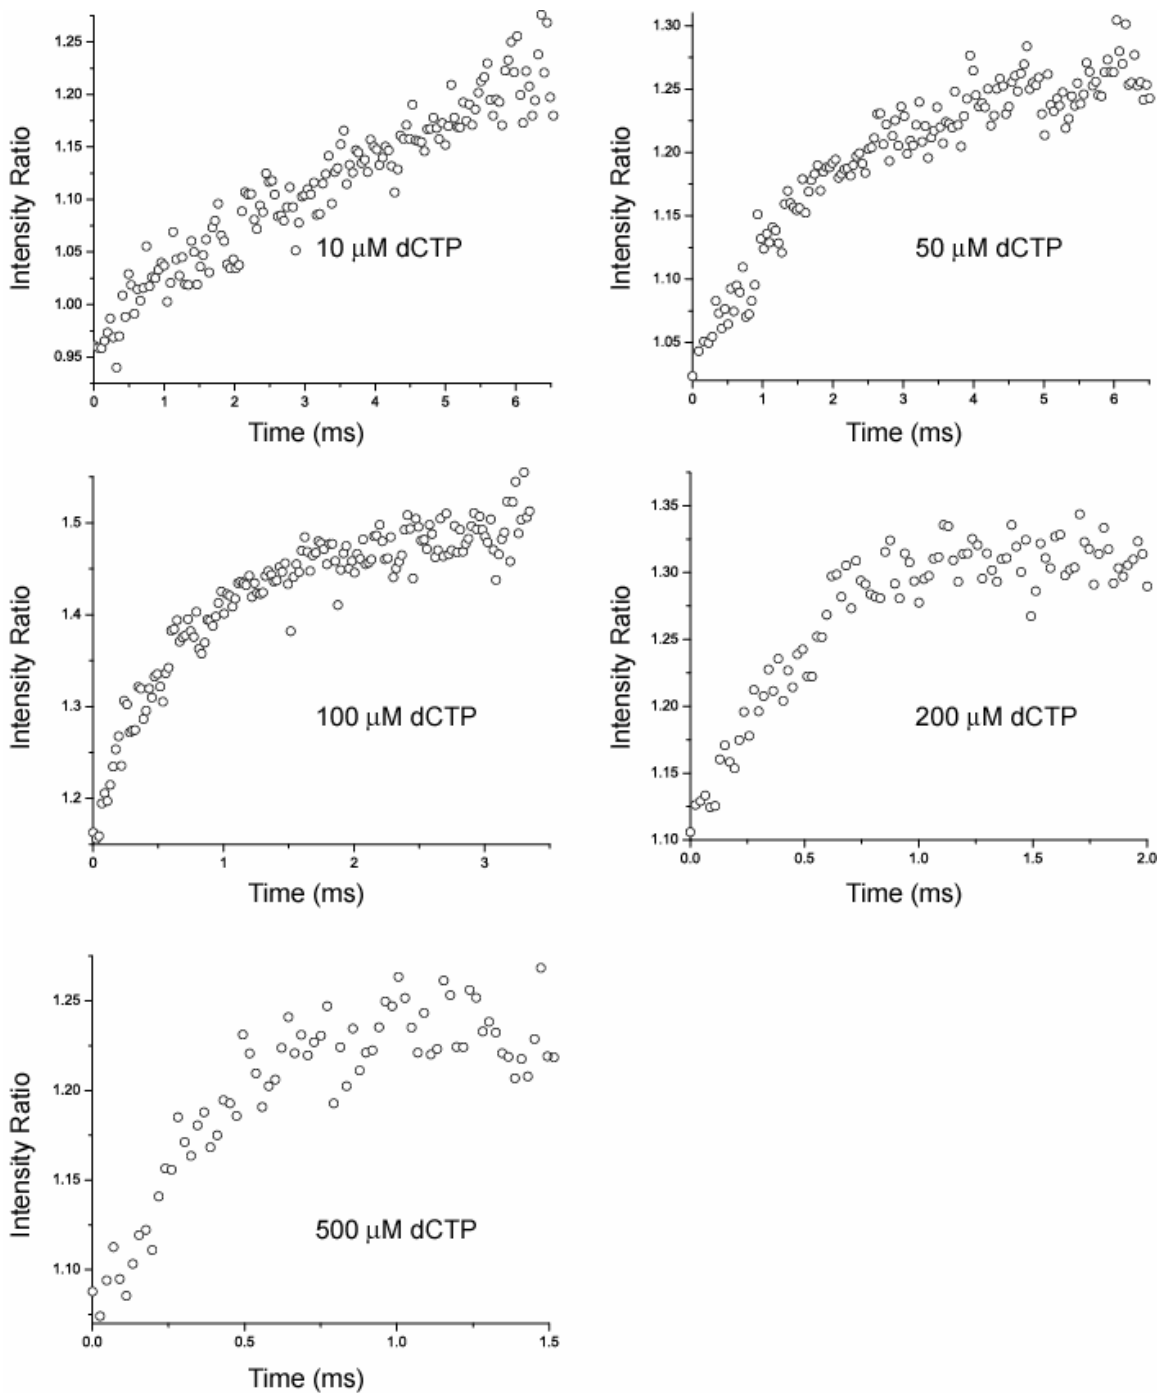 1.25
1.20
1.15
1.10
1.05
1.00
0.95
Intensity Ratio
10 μM dCTP
0 1 2 3 4 5 6
Time (ms)
1.30
1.25
1.20
1.15
1.10
1.05
Intensity Ratio
50 μM dCTP
0 1 2 3 4 5 6
Time (ms)
1.5
1.4
1.3
1.2
Intensity Ratio
100 μM dCTP
0 1 2 3
Time (ms)
1.35
1.30
1.25
1.20
1.15
1.10
Intensity Ratio
200 μM dCTP
0.0 0.5 1.0 1.5 2.0
Time (ms)
1.25
1.20
1.15
1.10
Intensity Ratio
500 μM dCTP
0.0 0.5 1.0 1.5
Time (ms)